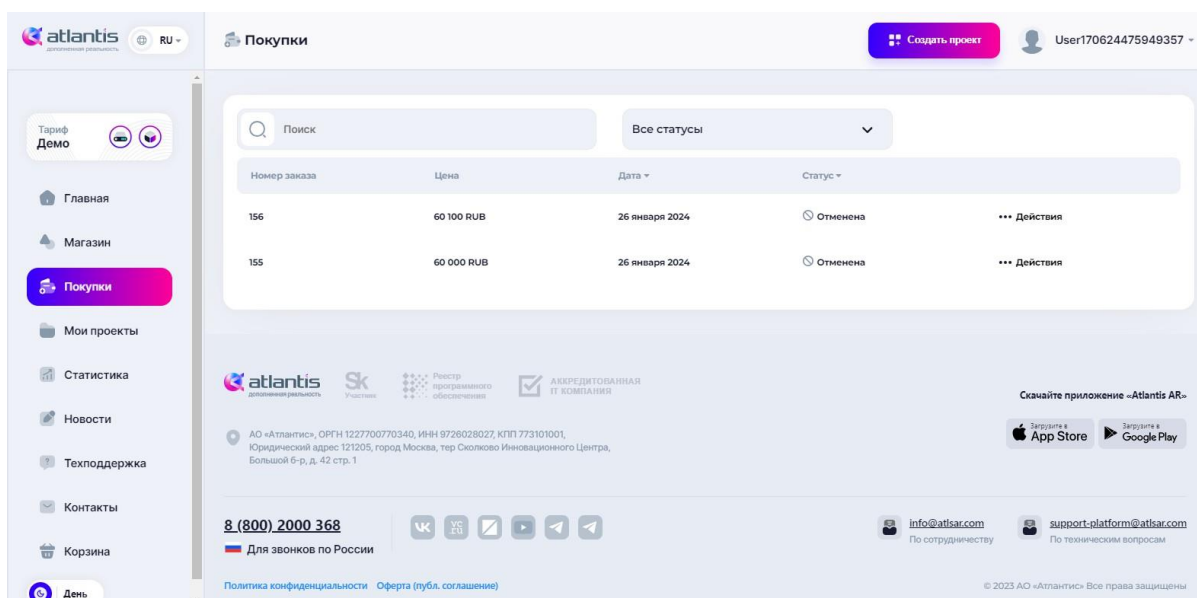 atlantis
дополненная реальность
RU
Покупки
Создать проект
User170624475949357
Тариф
Демо
Главная
Магазин
Покупки
Мои проекты
Статистика
Новости
Техподдержка
Контакты
Корзина
День
Поиск
Все статусы
Номер заказа Цена Дата Статус
156 60 100 RUB 26 января 2024 Отменена ••• Действия
155 60 000 RUB 26 января 2024 Отменена ••• Действия
atlantis
дополненная реальность
Sk
Участник
Реестр
программного
обеспечения
АККРЕДИТОВАННАЯ
IT КОМПАНИЯ
Скачайте приложение «Atlantis AR»
Загрузите в
App Store
Загрузите в
Google Play
АО «Атлантис», ОРГН 1227700770340, ИНН 9726028027, КПП 773101001,
Юридический адрес 121205, город Москва, тер Сколково Инновационного Центра,
Большой б-р, д. 42 стр. 1
8 (800) 2000 368
Для звонков по России
VC
RU
info@atlsar.com
По сотрудничеству
support-platform@atlsar.com
По техническим вопросам
Политика конфиденциальности Оферта (публ. соглашение)
© 2023 АО «Атлантис» Все права защищены